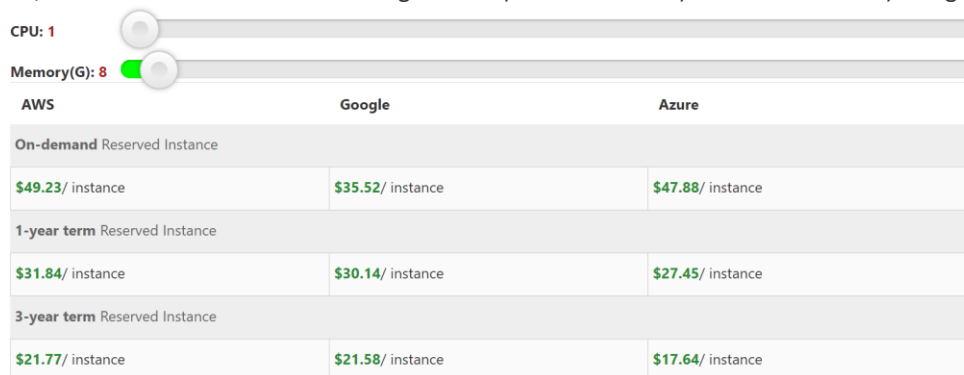 CPU: 1
Memory(G): 8
AWS Google Azure
On-demand Reserved Instance
$49.23/ instance $35.52/ instance $47.88/ instance
1-year term Reserved Instance
$31.84/ instance $30.14/ instance $27.45/ instance
3-year term Reserved Instance
$21.77/ instance $21.58/ instance $17.64/ instance